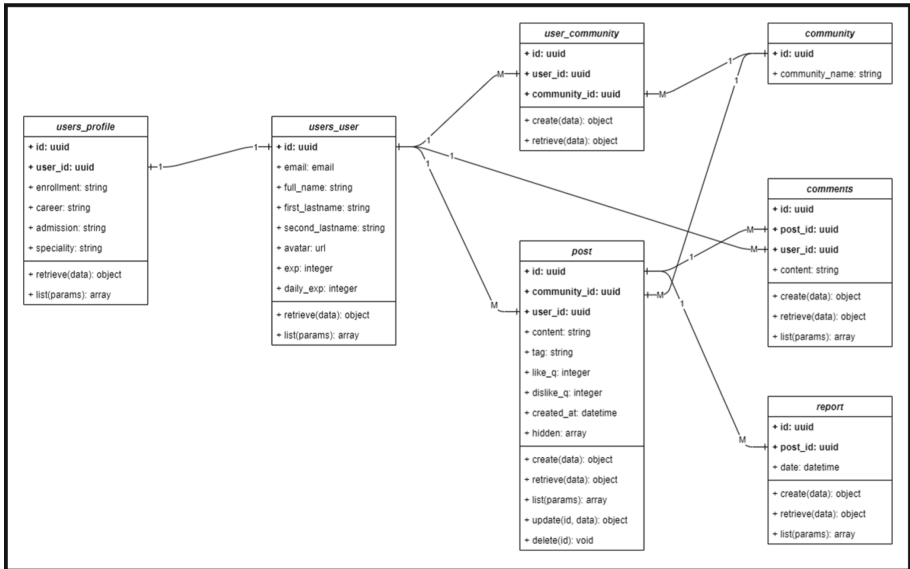 users_profile
+ id: uuid
+ user_id: uuid
+ enrollment: string
+ career: string
+ admission: string
+ speciality: string
+ retrieve(data): object
+ list(params): array
users_user
+ id: uuid
+ email: email
+ full_name: string
+ first_lastname: string
+ second_lastname: string
+ avatar: url
+ exp: integer
+ daily_exp: integer
+ retrieve(data): object
+ list(params): array
user_community
+ id: uuid
+ user_id: uuid
+ community_id: uuid
+ create(data): object
+ retrieve(data): object
post
+ id: uuid
+ community_id: uuid
+ user_id: uuid
+ content: string
+ tag: string
+ like_q: integer
+ dislike_q: integer
+ created_at: datetime
+ hidden: array
+ create(data): object
+ retrieve(data): object
+ list(params): array
+ update(id, data): object
+ delete(id): void
community
+ id: uuid
+ community_name: string
comments
+ id: uuid
+ post_id: uuid
+ user_id: uuid
+ content: string
+ create(data): object
+ retrieve(data): object
+ list(params): array
report
+ id: uuid
+ post_id: uuid
+ date: datetime
+ create(data): object
+ retrieve(data): object
+ list(params): array
1
1
1
M
1
M
1
M
1
M
1
M
1
M
1
M